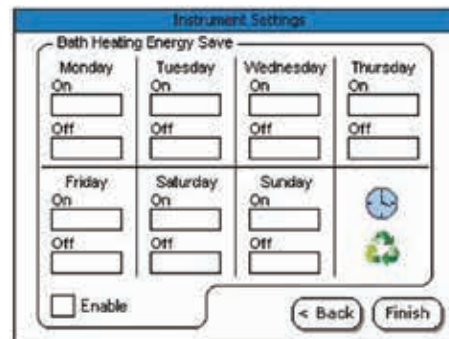 Instrument Settings
Bath Heating Energy Save
Monday Tuesday Wednesday Thursday
On On On On
Off Off Off Off
Friday Saturday Sunday
On On On
Off Off Off
Enable
< Back Finish